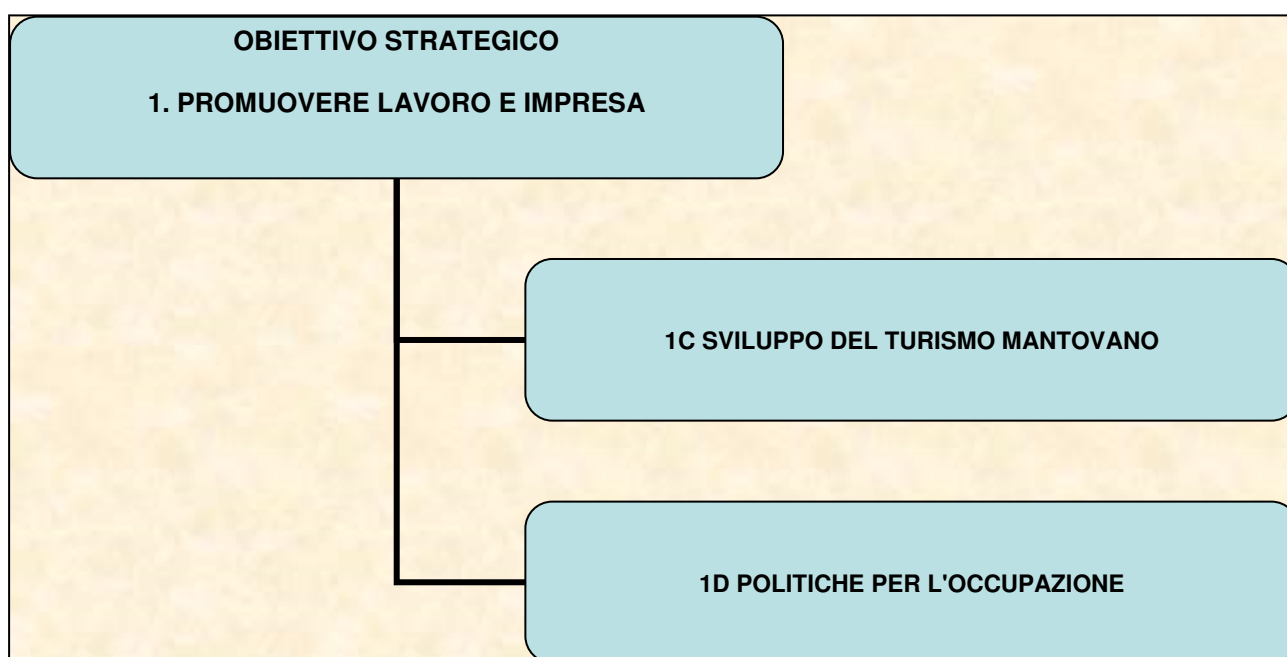 OBIETTIVO STRATEGICO
1. PROMUOVERE LAVORO E IMPRESA
1C SVILUPPO DEL TURISMO MANTOVANO
1D POLITICHE PER L'OCCUPAZIONE